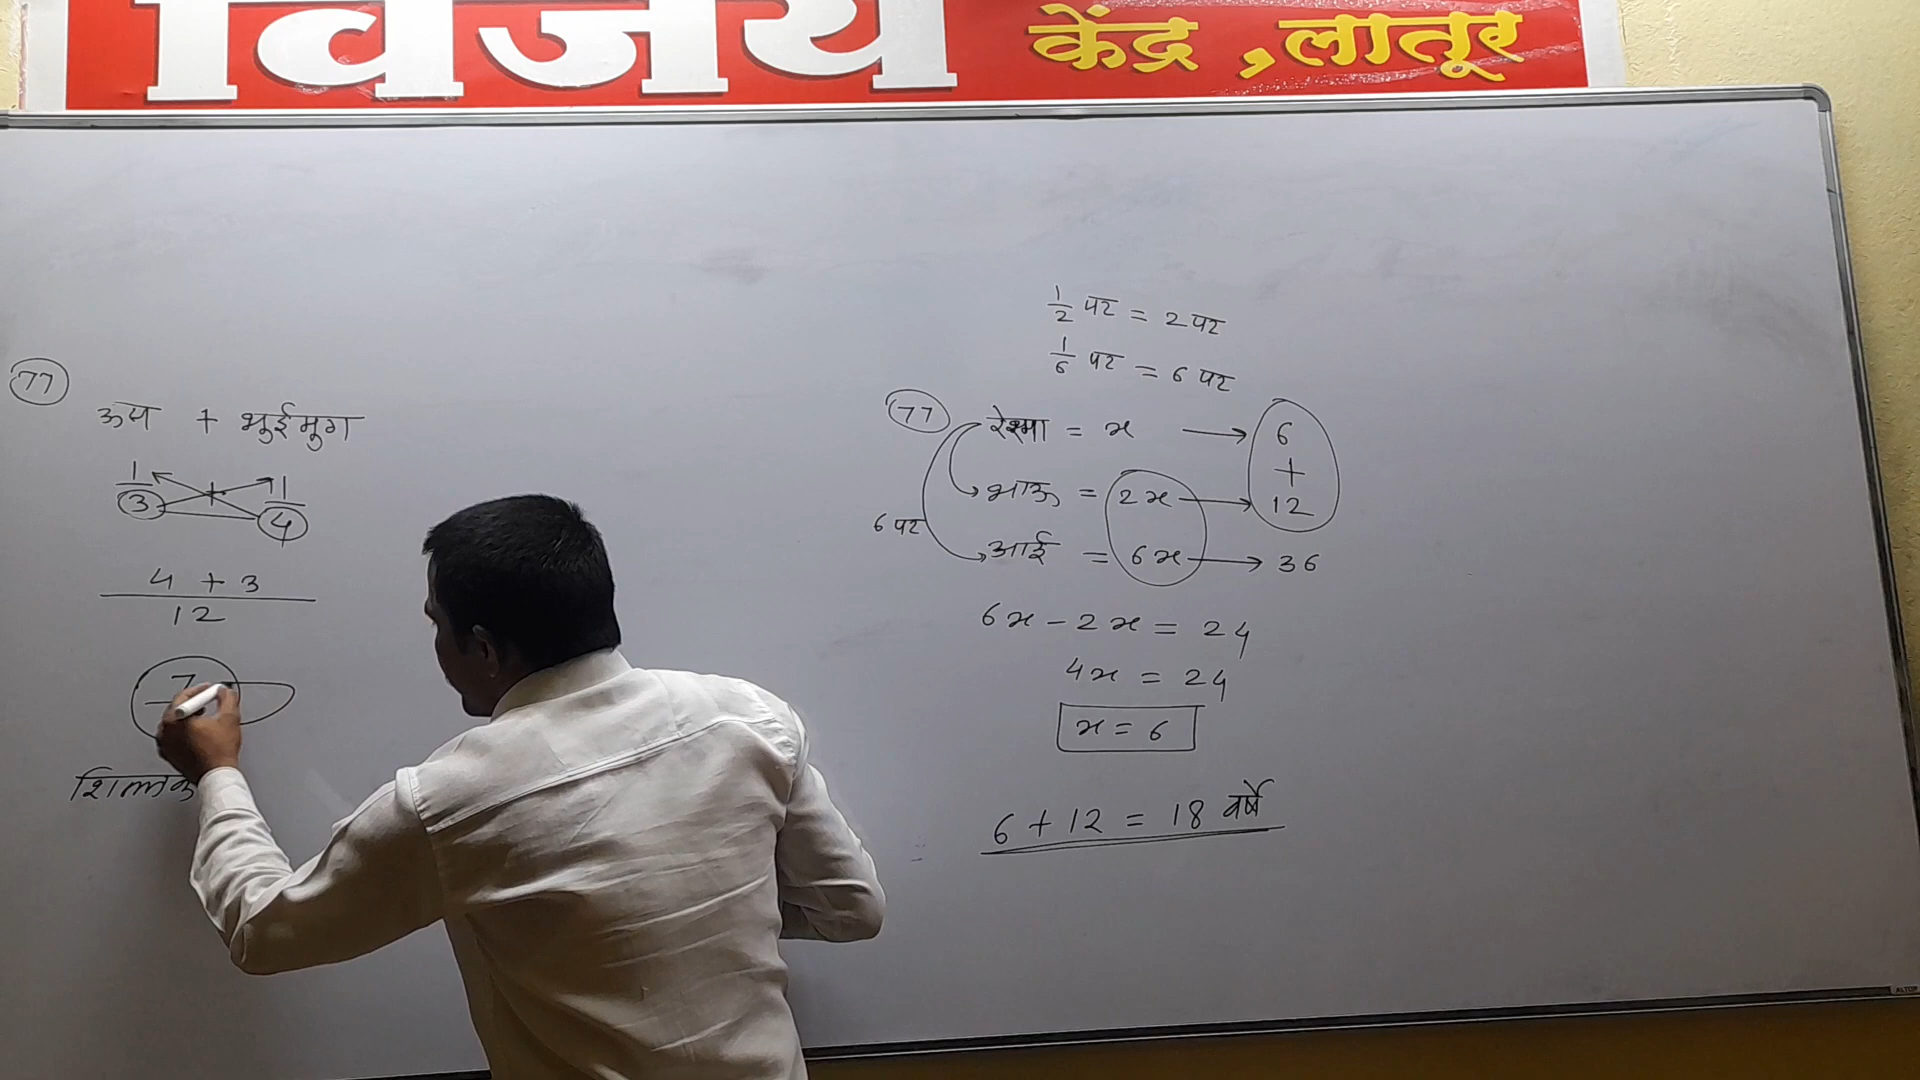 विजय केंद्र, लातूर
77
ऊस + भुईमुग
1/3 + 1/4
4 + 3
12
7
शिल्लक
1/2 पट = 2 पट
1/6 पट = 6 पट
77 रेश्मा = x → 6
+
भाऊ = 2x → 12
6 पट
आई = 6x → 36
6x - 2x = 24
4x = 24
x = 6
6 + 12 = 18 वर्षे